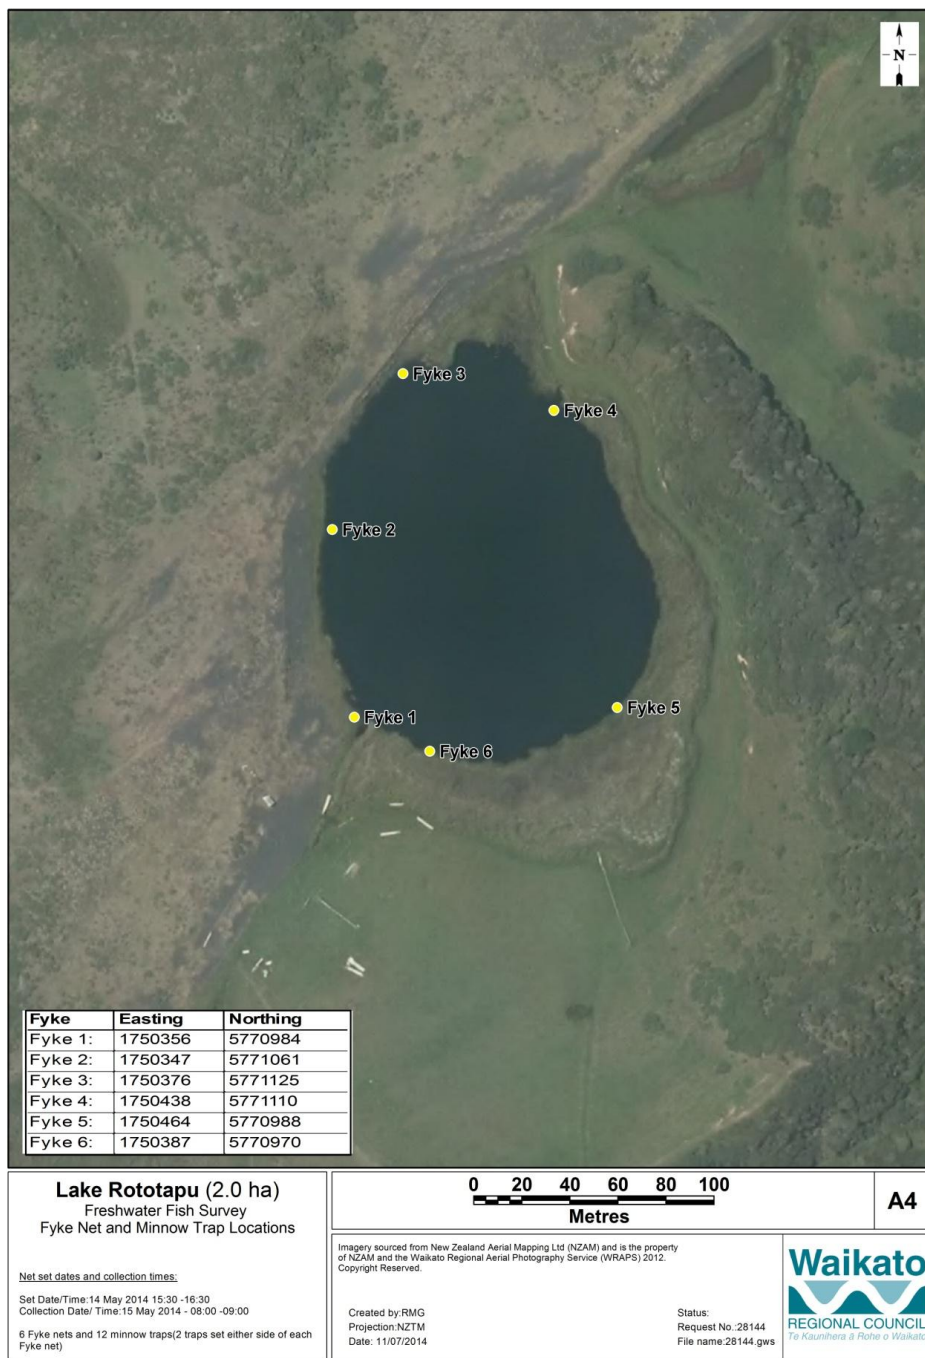 N
Fyke 3
Fyke 4
Fyke 2
Fyke 5
Fyke 1
Fyke 6
Fyke Easting Northing
Fyke 1: 1750356 5770984
Fyke 2: 1750347 5771061
Fyke 3: 1750376 5771125
Fyke 4: 1750438 5771110
Fyke 5: 1750464 5770988
Fyke 6: 1750387 5770970
Lake Rototapu (2.0 ha)
Freshwater Fish Survey
Fyke Net and Minnow Trap Locations
Net set dates and collection times:
Set Date/Time:14 May 2014 15:30 -16:30
Collection Date/ Time:15 May 2014 - 08:00 -09:00
6 Fyke nets and 12 minnow traps(2 traps set either side of each
Fyke net)
0 20 40 60 80 100
Metres
A4
Imagery sourced from New Zealand Aerial Mapping Ltd (NZAM) and is the property
of NZAM and the Waikato Regional Aerial Photography Service (WRAPS) 2012.
Copyright Reserved.
Created by:RMG
Projection:NZTM
Date: 11/07/2014
Status:
Request No.:28144
File name:28144.gws
Waikato
REGIONAL COUNCIL
Te Kaunihera ā Rohe o Waikato